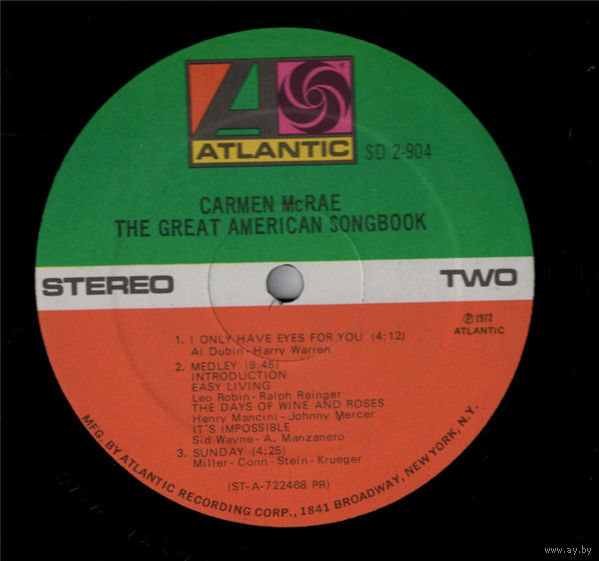 ATLANTIC
SD 2-904
CARMEN McRAE
THE GREAT AMERICAN SONGBOOK
STEREO
TWO
℗ 1972
ATLANTIC
1. I ONLY HAVE EYES FOR YOU (4:12)
Al Dubin - Harry Warren
2. MEDLEY (9:45)
INTRODUCTION
EASY LIVING
Leo Robin - Ralph Rainger
THE DAYS OF WINE AND ROSES
Henry Mancini - Johnny Mercer
IT'S IMPOSSIBLE
Sid Wayne - A. Manzanero
3. SUNDAY (4:25)
Miller - Conn - Stein - Krueger
(ST-A-722468 PR)
MFG. BY ATLANTIC RECORDING CORP., 1841 BROADWAY, NEW YORK, N.Y.
www.ay.by